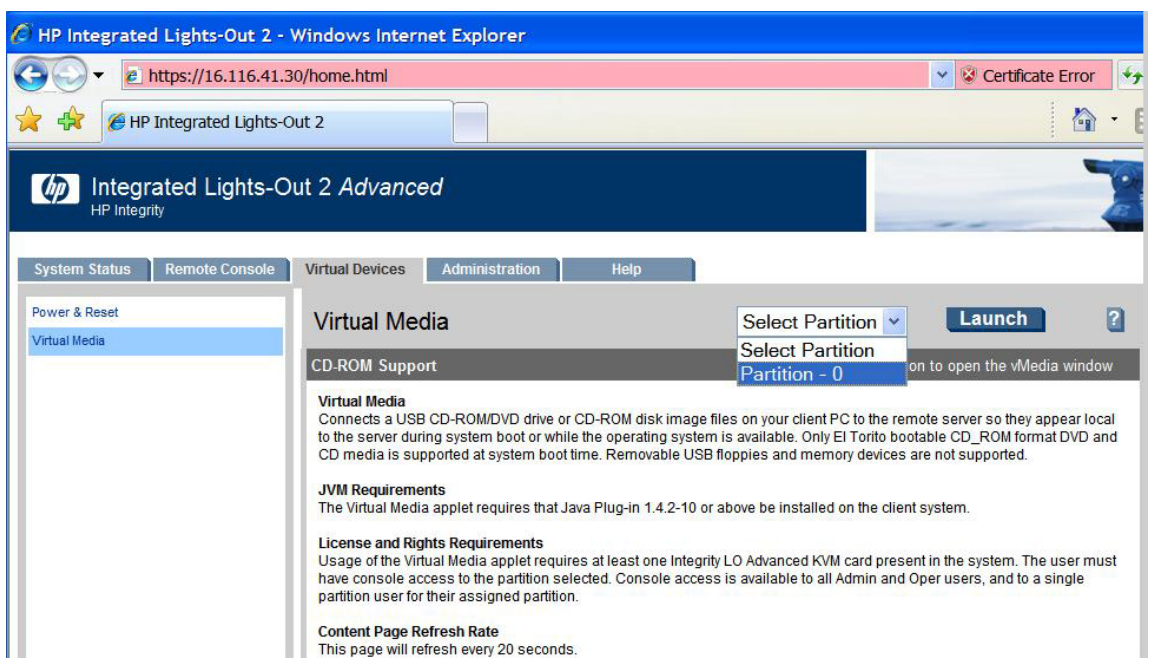 HP Integrated Lights-Out 2 - Windows Internet Explorer
https://16.116.41.30/home.html
Certificate Error
HP Integrated Lights-Out 2
hp
Integrated Lights-Out 2 Advanced
HP Integrity
System Status
Remote Console
Virtual Devices
Administration
Help
Power & Reset
Virtual Media
Virtual Media
Select Partition
Launch
?
Select Partition
Partition - 0
CD-ROM Support
on to open the vMedia window
Virtual Media
Connects a USB CD-ROM/DVD drive or CD-ROM disk image files on your client PC to the remote server so they appear local
to the server during system boot or while the operating system is available. Only El Torito bootable CD_ROM format DVD and
CD media is supported at system boot time. Removable USB floppies and memory devices are not supported.
JVM Requirements
The Virtual Media applet requires that Java Plug-in 1.4.2-10 or above be installed on the client system.
License and Rights Requirements
Usage of the Virtual Media applet requires at least one Integrity LO Advanced KVM card present in the system. The user must
have console access to the partition selected. Console access is available to all Admin and Oper users, and to a single
partition user for their assigned partition.
Content Page Refresh Rate
This page will refresh every 20 seconds.